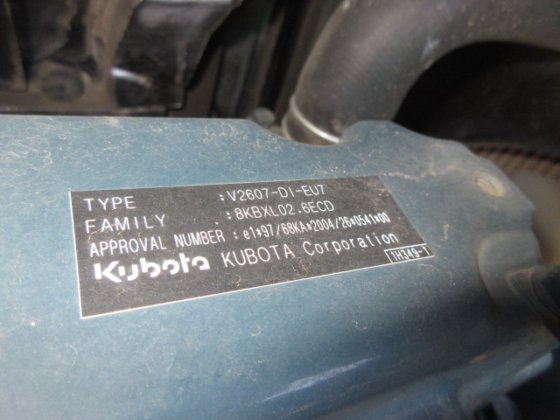 TYPE :V2607-DI-EU7
FAMILY :8KBXL02.6ECD
APPROVAL NUMBER :e1*97/68KA*2004/26*0541*00
Kubota KUBOTA Corporation 1H349-1